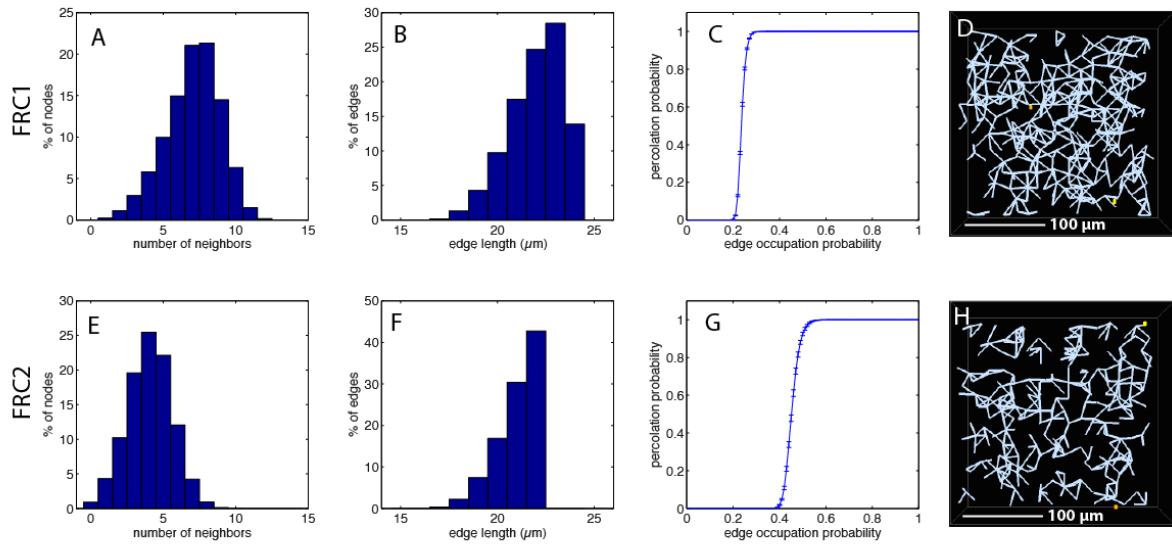 FRC1
A
% of nodes
25
20
15
10
5
0
0 5 10 15
number of neighbors
B
% of edges
30
25
20
15
10
5
0
15 20 25
edge length (µm)
C
percolation probability
1
0.8
0.6
0.4
0.2
0
0 0.2 0.4 0.6 0.8 1
edge occupation probability
D
100 µm
FRC2
E
% of nodes
30
25
20
15
10
5
0
0 5 10 15
number of neighbors
F
% of edges
50
40
30
20
10
0
15 20 25
edge length (µm)
G
percolation probability
1
0.8
0.6
0.4
0.2
0
0 0.2 0.4 0.6 0.8 1
edge occupation probability
H
100 µm